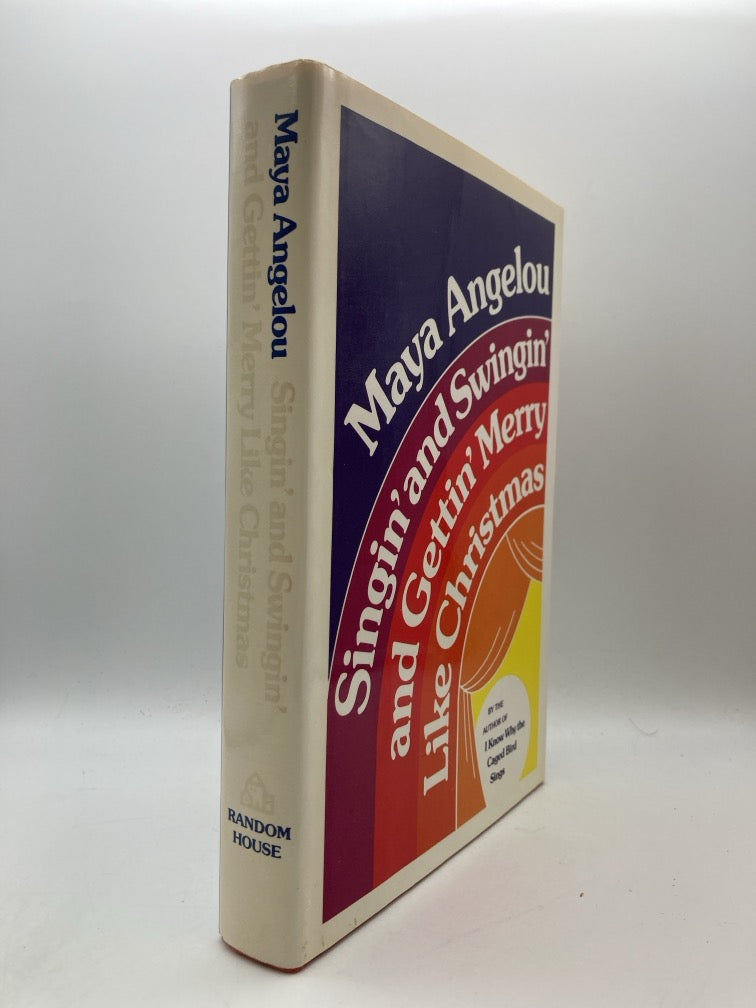 Maya Angelou Singin' and Swingin'
and Gettin' Merry Like Christmas
RANDOM
HOUSE
Maya Angelou
Singin' and Swingin'
and Gettin' Merry
Like Christmas
BY THE
AUTHOR OF
I Know Why the
Caged Bird
Sings